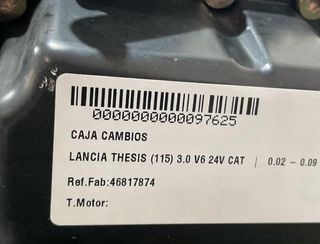 0000000000097625
CAJA CAMBIOS
LANCIA THESIS (115) 3.0 V6 24V CAT | 0.02 - 0.09
Ref.Fab:46817874
T.Motor: